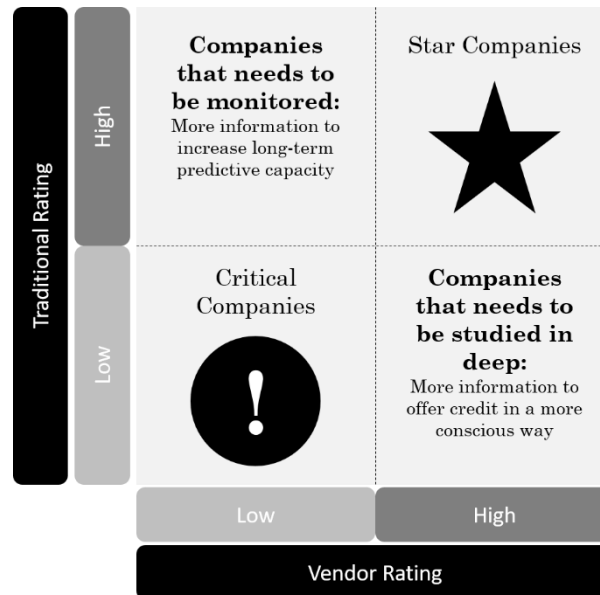 Traditional Rating
High
Low
Companies
that needs to
be monitored:
More information to
increase long-term
predictive capacity
Star Companies
Critical
Companies
!
Companies
that needs to
be studied in
deep:
More information to
offer credit in a more
conscious way
Low
High
Vendor Rating